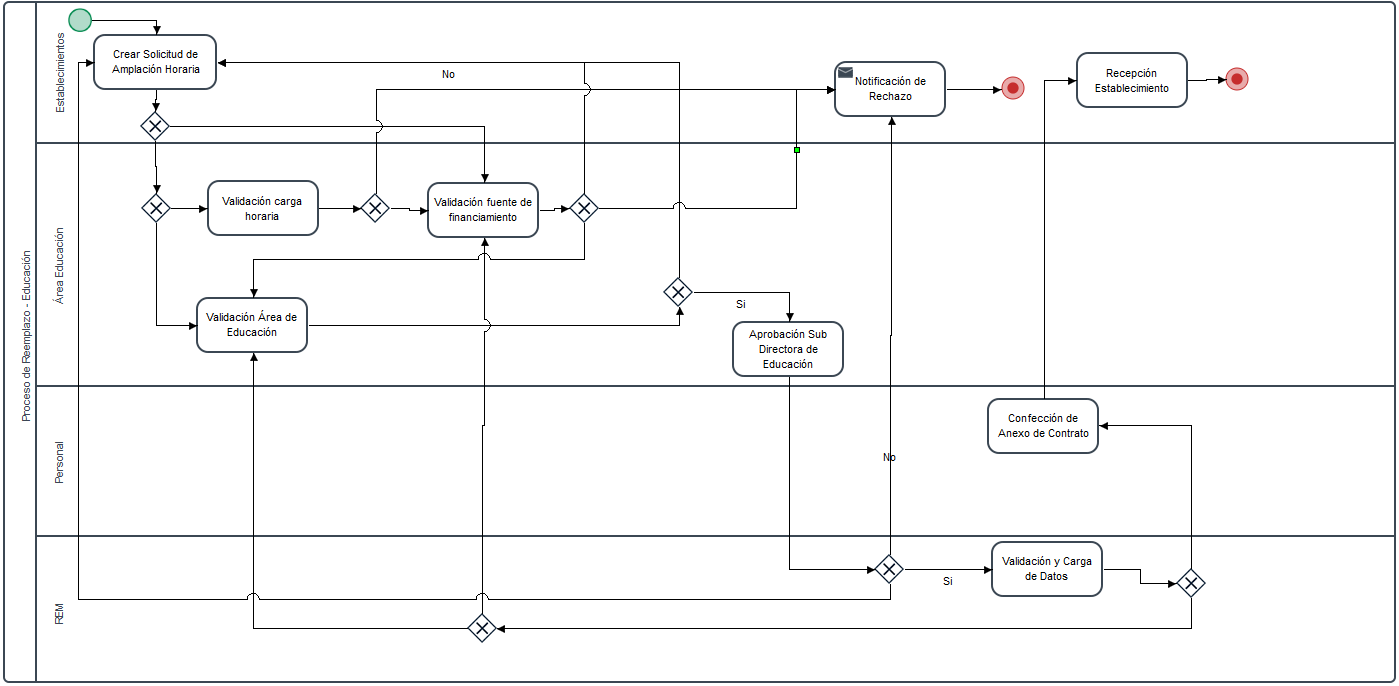 Proceso de Reemplazo - Educación
Establecimientos
Crear Solicitud de
Amplación Horaria
No
Notificación de
Rechazo
Recepción
Establecimiento
Área Educación
Validación carga
horaria
Validación fuente de
financiamiento
Validación Área de
Educación
Si
Aprobación Sub
Directora de
Educación
Personal
Confección de
Anexo de Contrato
No
REM
Si
Validación y Carga
de Datos